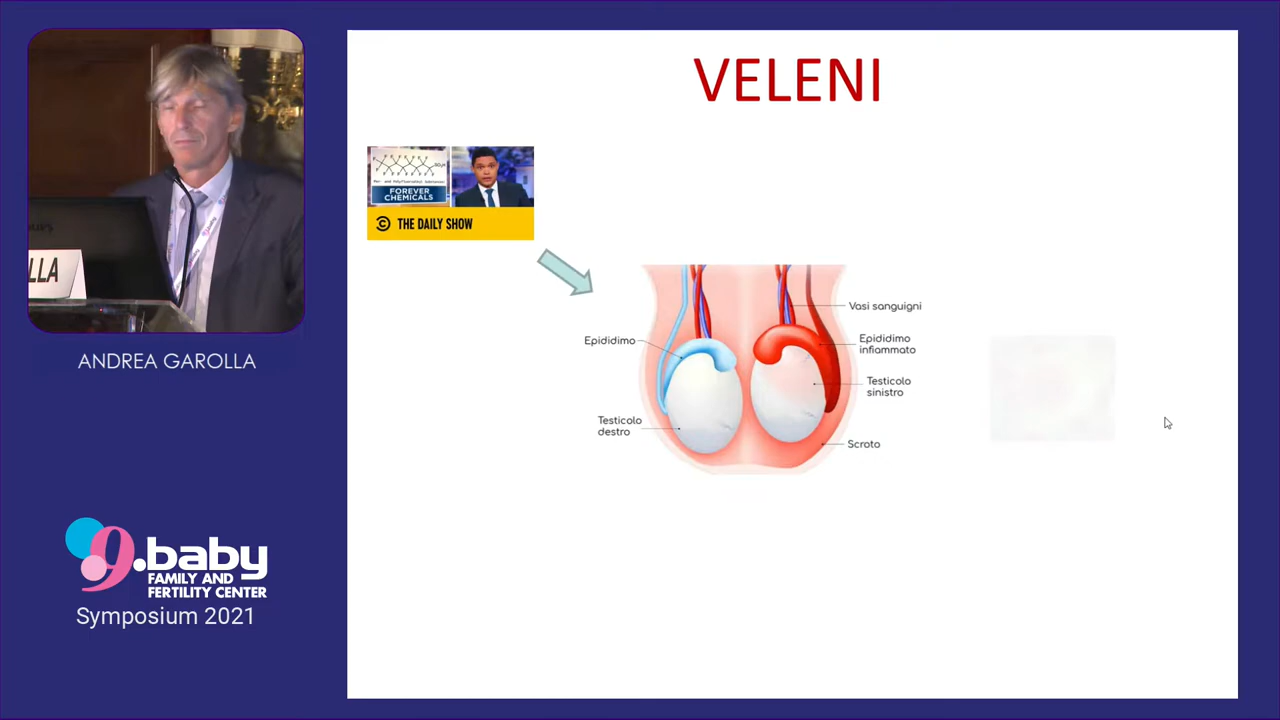 VELENI
FOREVER
CHEMICALS
THE DAILY SHOW
LLA
ANDREA GAROLLA
Vasi sanguigni
Epididimo
Epididimo
infiammato
Testicolo
sinistro
Testicolo
destro
Scroto
9.baby
FAMILY AND
FERTILITY CENTER
Symposium 2021